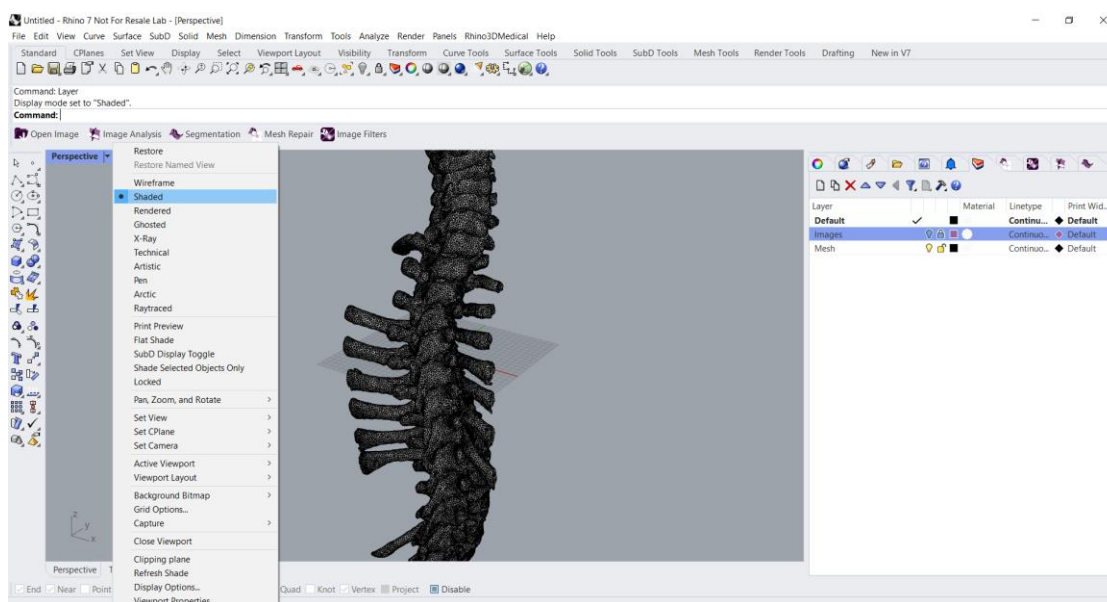 Untitled - Rhino 7 Not For Resale Lab - [Perspective]
File Edit View Curve Surface SubD Solid Mesh Dimension Transform Tools Analyze Render Panels Rhino3DMedical Help
Standard CPlanes Set View Display Select Viewport Layout Visibility Transform Curve Tools Surface Tools Solid Tools SubD Tools Mesh Tools Render Tools Drafting New in V7
Command: Layer
Display mode set to "Shaded".
Command:
Open Image Image Analysis Segmentation Mesh Repair Image Filters
Perspective
Restore
Restore Named View
Wireframe
Shaded
Rendered
Ghosted
X-Ray
Technical
Artistic
Pen
Arctic
Raytraced
Print Preview
Flat Shade
SubD Display Toggle
Shade Selected Objects Only
Locked
Pan, Zoom, and Rotate
Set View
Set CPlane
Set Camera
Active Viewport
Viewport Layout
Background Bitmap
Grid Options...
Capture
Close Viewport
Clipping plane
Refresh Shade
Display Options...
Viewport Properties
Layer Material Linetype Print Wid...
Default Continu... Default
Images Continuo... Default
Mesh Continuo... Default
z
y
x
Perspective T
End Near Point Quad Knot Vertex Project Disable